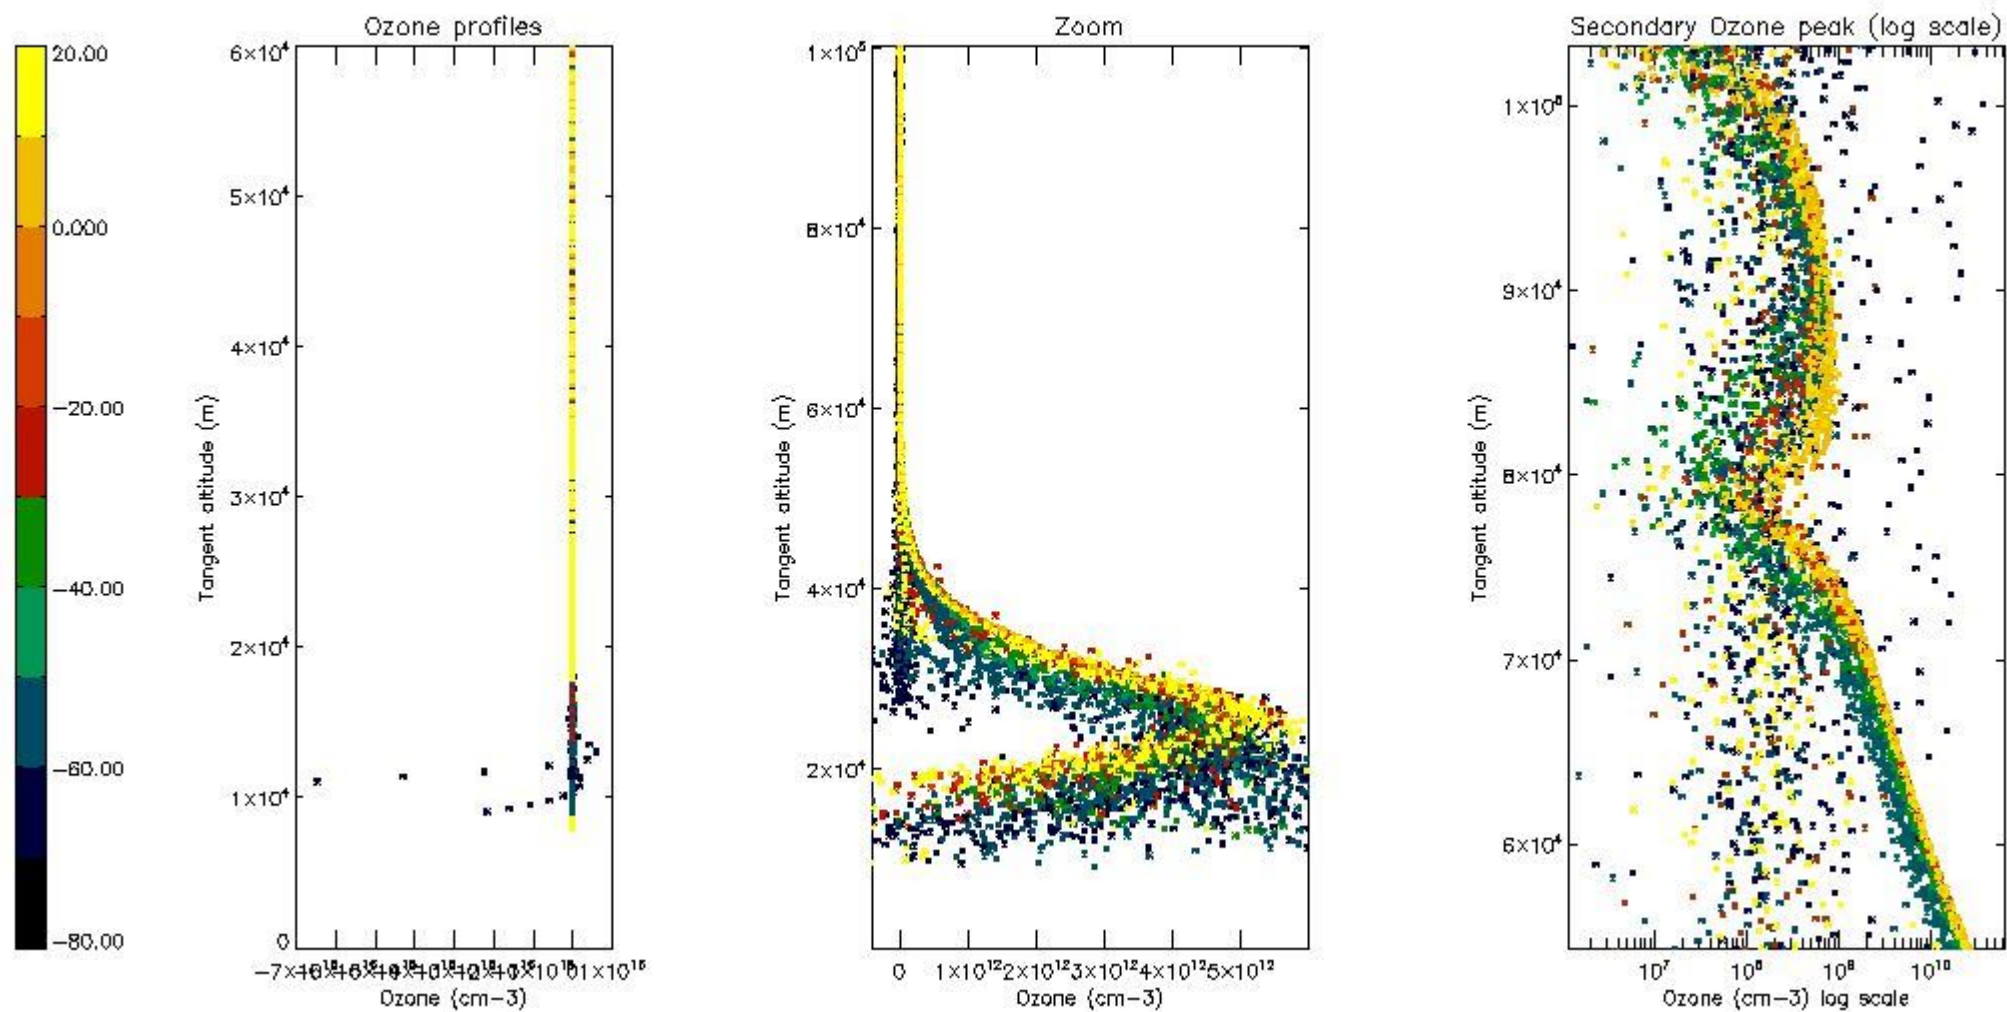 Ozone profiles
Zoom
Secondary Ozone peak (log scale)
20.00
0.000
−20.00
−40.00
−60.00
−80.00
6×10⁴
5×10⁴
4×10⁴
3×10⁴
2×10⁴
1×10⁴
0
Tangent altitude (m)
Ozone (cm−3)
1×10⁵
8×10⁴
6×10⁴
4×10⁴
2×10⁴
Tangent altitude (m)
0 1×10¹² 2×10¹² 3×10¹² 4×10¹² 5×10¹²
Ozone (cm−3)
9×10⁴
8×10⁴
7×10⁴
6×10⁴
Tangent altitude (m)
10⁷ 10⁸ 10⁹ 10¹⁰
Ozone (cm−3) log scale